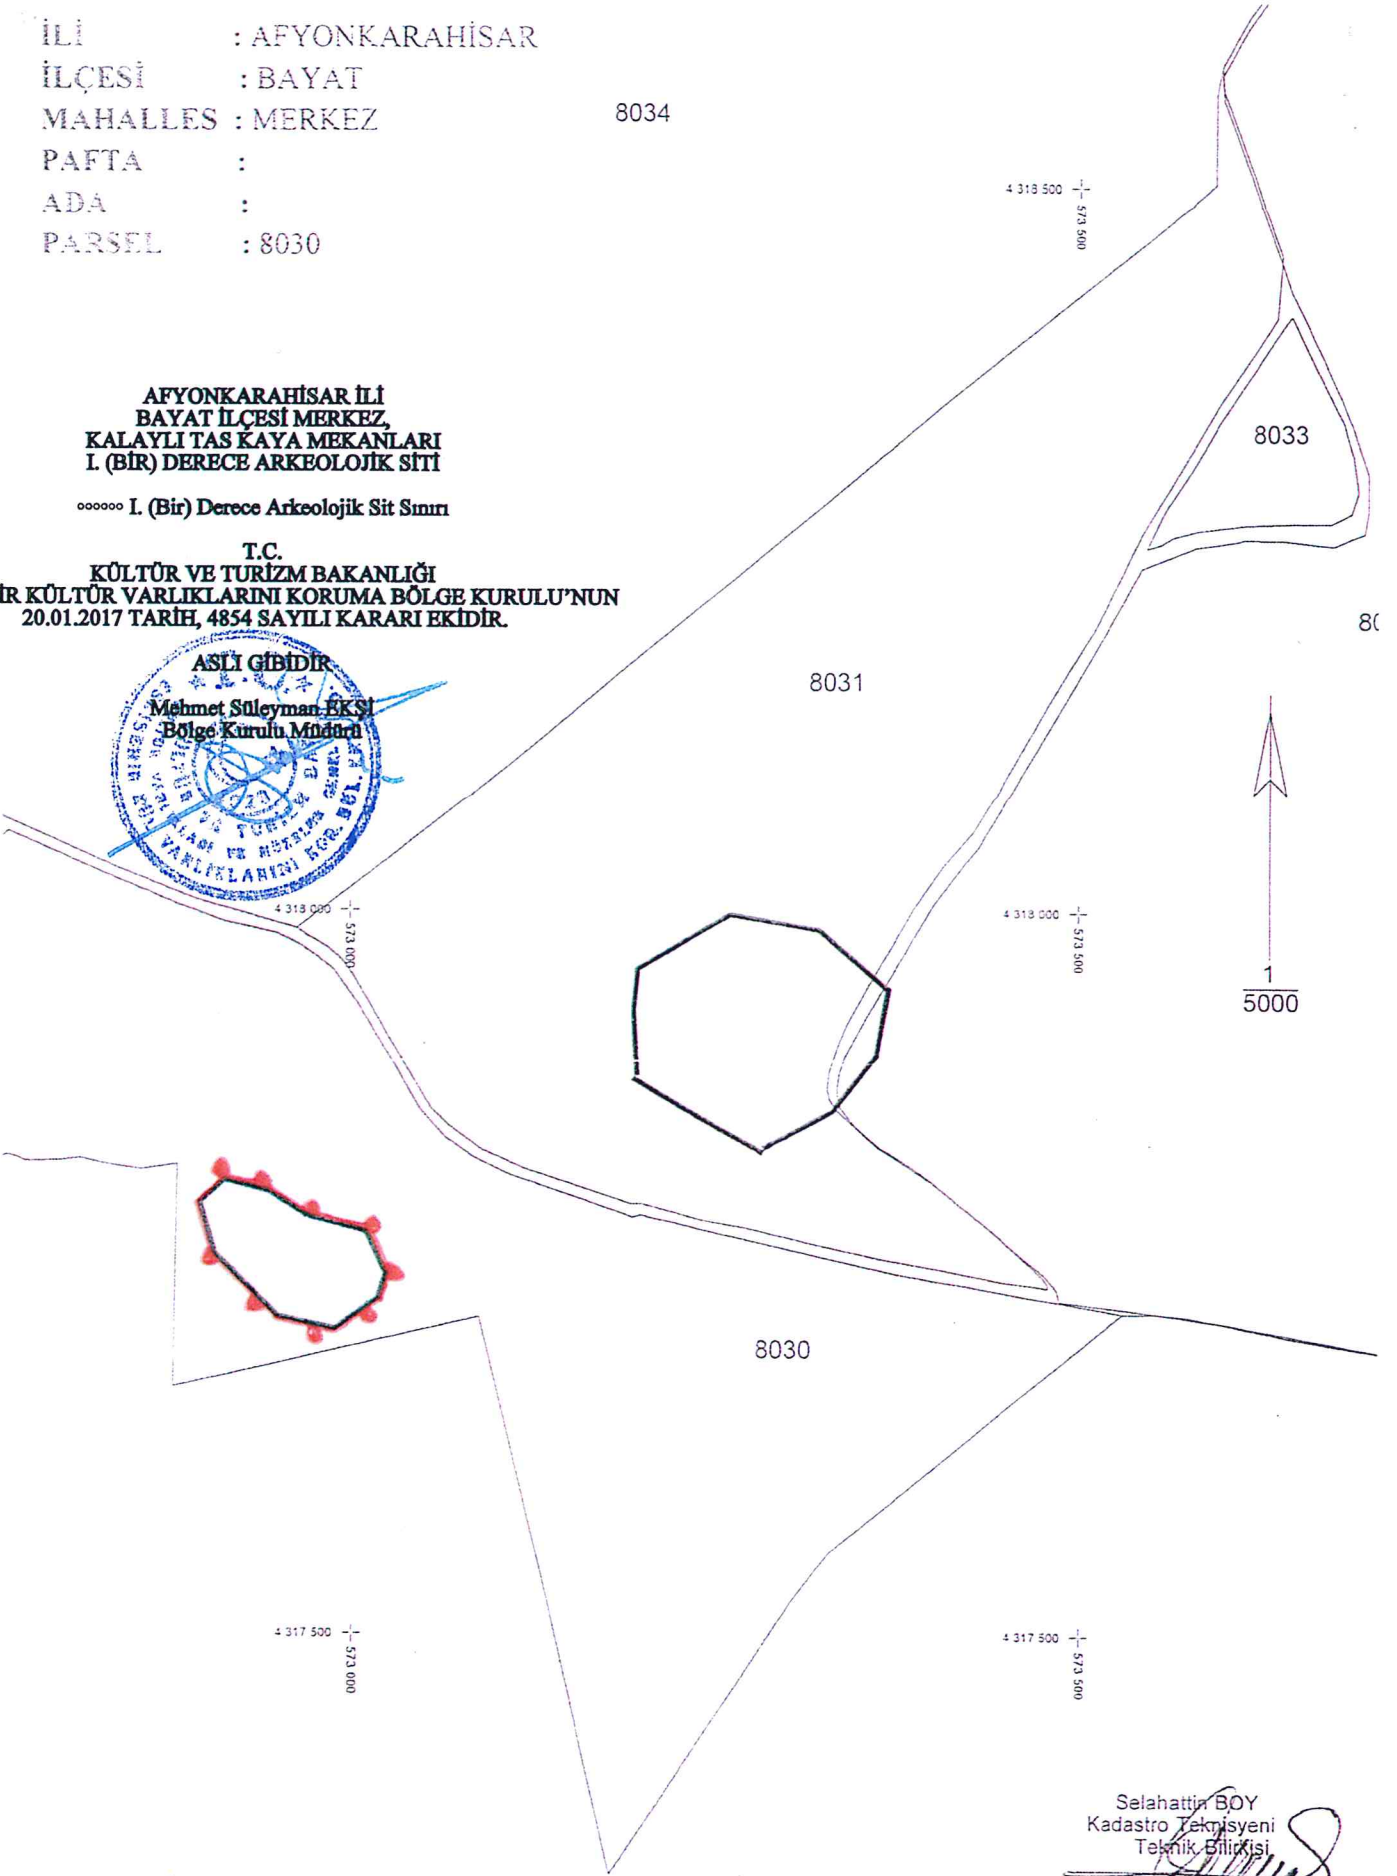 İLİ : AFYONKARAHİSAR
İLÇESİ : BAYAT
MAHALLES : MERKEZ
PAFTA :
ADA :
PARSEL : 8030
8034
4 318 500
573 500
AFYONKARAHİSAR İLİ
BAYAT İLÇESİ MERKEZ,
KALAYLI TAS KAYA MEKANLARI
I. (BİR) DERECE ARKEOLOJİK SİTİ
8033
°°°°°° I. (Bir) Derece Arkeolojik Sit Sınırı
T.C.
KÜLTÜR VE TURİZM BAKANLIĞI
İR KÜLTÜR VARLIKLARINI KORUMA BÖLGE KURULU'NUN
20.01.2017 TARİH, 4854 SAYILI KARARI EKİDİR.
80
ASLI GİBİDİR
8031
Mehmet Süleyman EKŞİ
Bölge Kurulu Müdürü
T.C.
VARLIKLARINI KOR.
4 318 000
573 000
4 318 000
573 500
1
5000
8030
4 317 500
573 000
4 317 500
573 500
Selahattin BOY
Kadastro Teknisyeni
Teknik Bilirkişi